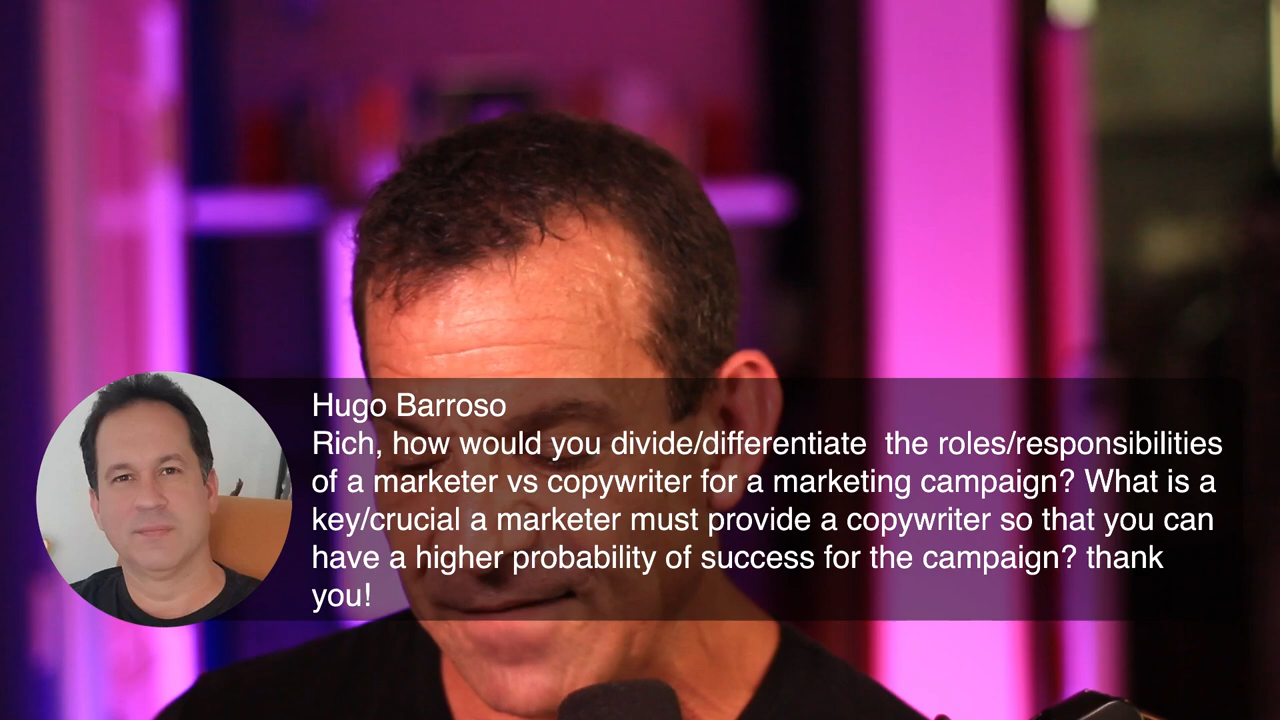 Hugo Barroso
Rich, how would you divide/differentiate  the roles/responsibilities
of a marketer vs copywriter for a marketing campaign? What is a
key/crucial a marketer must provide a copywriter so that you can
have a higher probability of success for the campaign? thank
you!